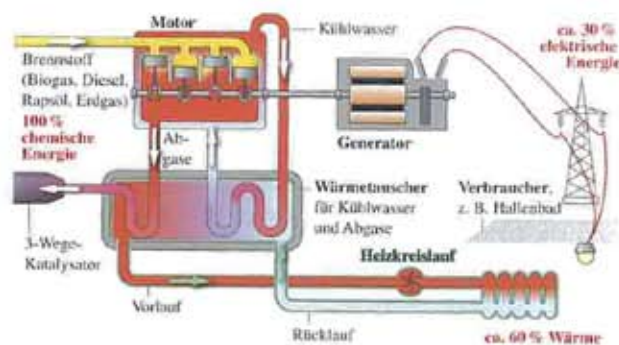 Motor
Kühlwasser
ca. 30 %
elektrische
Energie
Brennstoff
(Biogas, Diesel,
Rapsöl, Erdgas)
100 %
chemische
Energie
Ab-
gase
Generator
Wärmetauscher
für Kühlwasser
und Abgase
Verbraucher,
z. B. Hallenbad
3-Wege-
Katalysator
Heizkreislauf
Vorlauf
Rücklauf
ca. 60 % Wärme